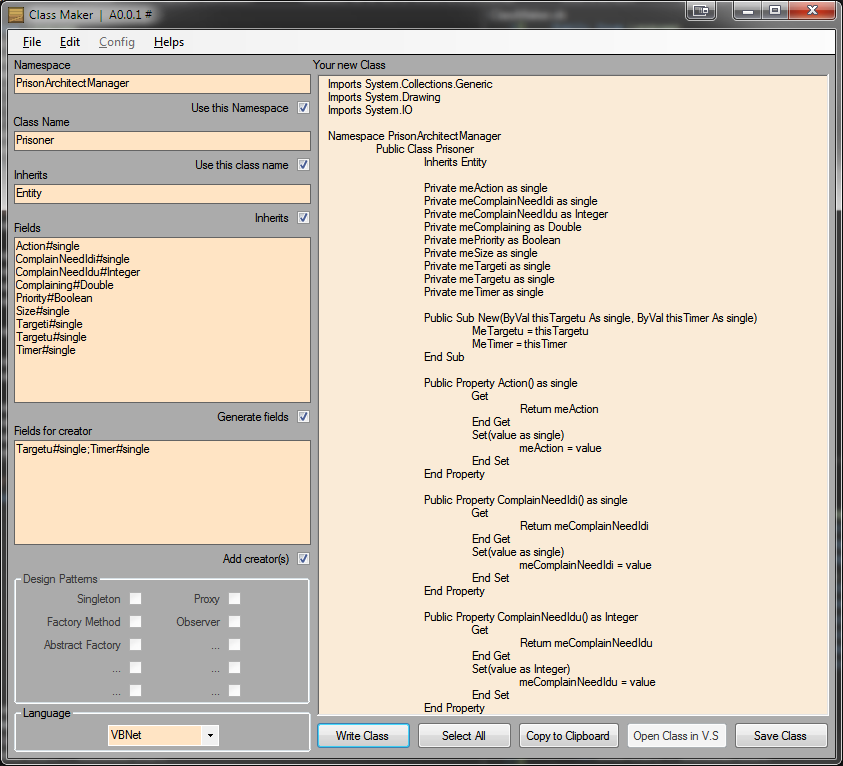 Class Maker | A0.0.1 #
File Edit Config Helps
Namespace
PrisonArchitectManager
Use this Namespace
Class Name
Prisoner
Use this class name
Inherits
Entity
Inherits
Fields
Action#single
ComplainNeedIdi#single
ComplainNeedIdu#Integer
Complaining#Double
Priority#Boolean
Size#single
Targeti#single
Targetu#single
Timer#single
Generate fields
Fields for creator
Targetu#single;Timer#single
Add creator(s)
Design Patterns
Singleton Proxy
Factory Method Observer
Abstract Factory ...
... ...
... ...
Language
VBNet
Your new Class
Imports System.Collections.Generic
Imports System.Drawing
Imports System.IO
Namespace PrisonArchitectManager
Public Class Prisoner
Inherits Entity
Private meAction as single
Private meComplainNeedIdi as single
Private meComplainNeedIdu as Integer
Private meComplaining as Double
Private mePriority as Boolean
Private meSize as single
Private meTargeti as single
Private meTargetu as single
Private meTimer as single
Public Sub New(ByVal thisTargetu As single, ByVal thisTimer As single)
MeTargetu = thisTargetu
MeTimer = thisTimer
End Sub
Public Property Action() as single
Get
Return meAction
End Get
Set(value as single)
meAction = value
End Set
End Property
Public Property ComplainNeedIdi() as single
Get
Return meComplainNeedIdi
End Get
Set(value as single)
meComplainNeedIdi = value
End Set
End Property
Public Property ComplainNeedIdu() as Integer
Get
Return meComplainNeedIdu
End Get
Set(value as Integer)
meComplainNeedIdu = value
End Set
End Property
Write Class Select All Copy to Clipboard Open Class in V.S Save Class